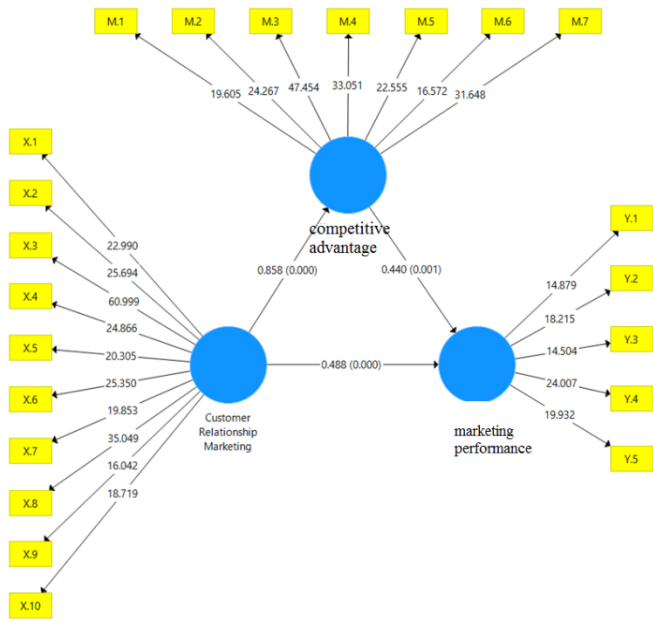 M.1 M.2 M.3 M.4 M.5 M.6 M.7
19.605 24.267 47.454 33.051 22.555 16.572 31.648
X.1
X.2
X.3
X.4
X.5
X.6
X.7
X.8
X.9
X.10
22.990
25.694
60.999
24.866
20.305
25.350
19.853
35.049
16.042
18.719
competitive
advantage
0.858 (0.000)
0.440 (0.001)
0.488 (0.000)
Customer
Relationship
Marketing
marketing
performance
14.879
18.215
14.504
24.007
19.932
Y.1
Y.2
Y.3
Y.4
Y.5